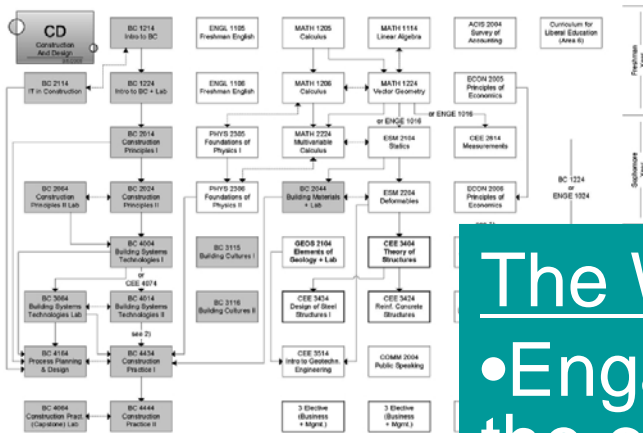 CD
Construction
And Design
BC 1214
Intro to BC
ENGL 1105
Freshman English
MATH 1205
Calculus
MATH 1114
Linear Algebra
ACIS 2004
Survey of
Accounting
Curriculum for
Liberal Education
(Area 6)
Freshman
BC 2114
IT in Construction
BC 1224
Intro to BC + Lab
ENGL 1106
Freshman English
MATH 1206
Calculus
MATH 1224
Vector Geometry
ECON 2005
Principles of
Economics
or ENGE 1016
or ENGE 1016
BC 2014
Construction
Principles I
PHYS 2305
Foundations of
Physics I
MATH 2224
Multivariable
Calculus
ESM 2104
Statics
CEE 2814
Measurements
Sophomore
BC 2064
Construction
Principles II Lab
BC 2024
Construction
Principles II
PHYS 2306
Foundations of
Physics II
BC 2044
Building Materials
+ Lab
ESM 2204
Deformables
ECON 2006
Principles of
Economics
BC 1224
or
ENGE 1024
BC 4004
Building Systems
Technologies I
BC 3115
Building Cultures I
GEOS 2104
Elements of
Geology + Lab
CEE 3404
Theory of
Structures
or
CEE 4074
BC 3064
Building Systems
Technologies Lab
BC 4014
Building Systems
Technologies II
BC 3116
Building Cultures II
CEE 3434
Design of Steel
Structures I
CEE 3424
Reinf. Concrete
Structures
see 2)
BC 4164
Process Planning
& Design
BC 4434
Construction
Practice I
CEE 3514
Intro to Geotechn.
Engineering
COMM 2004
Public Speaking
BC 4064
Construction Pract.
(Capstone) Lab
BC 4444
Construction
Practice II
3 Elective
(Business
+ Mgmt.)
3 Elective
(Business
+ Mgmt.)
The